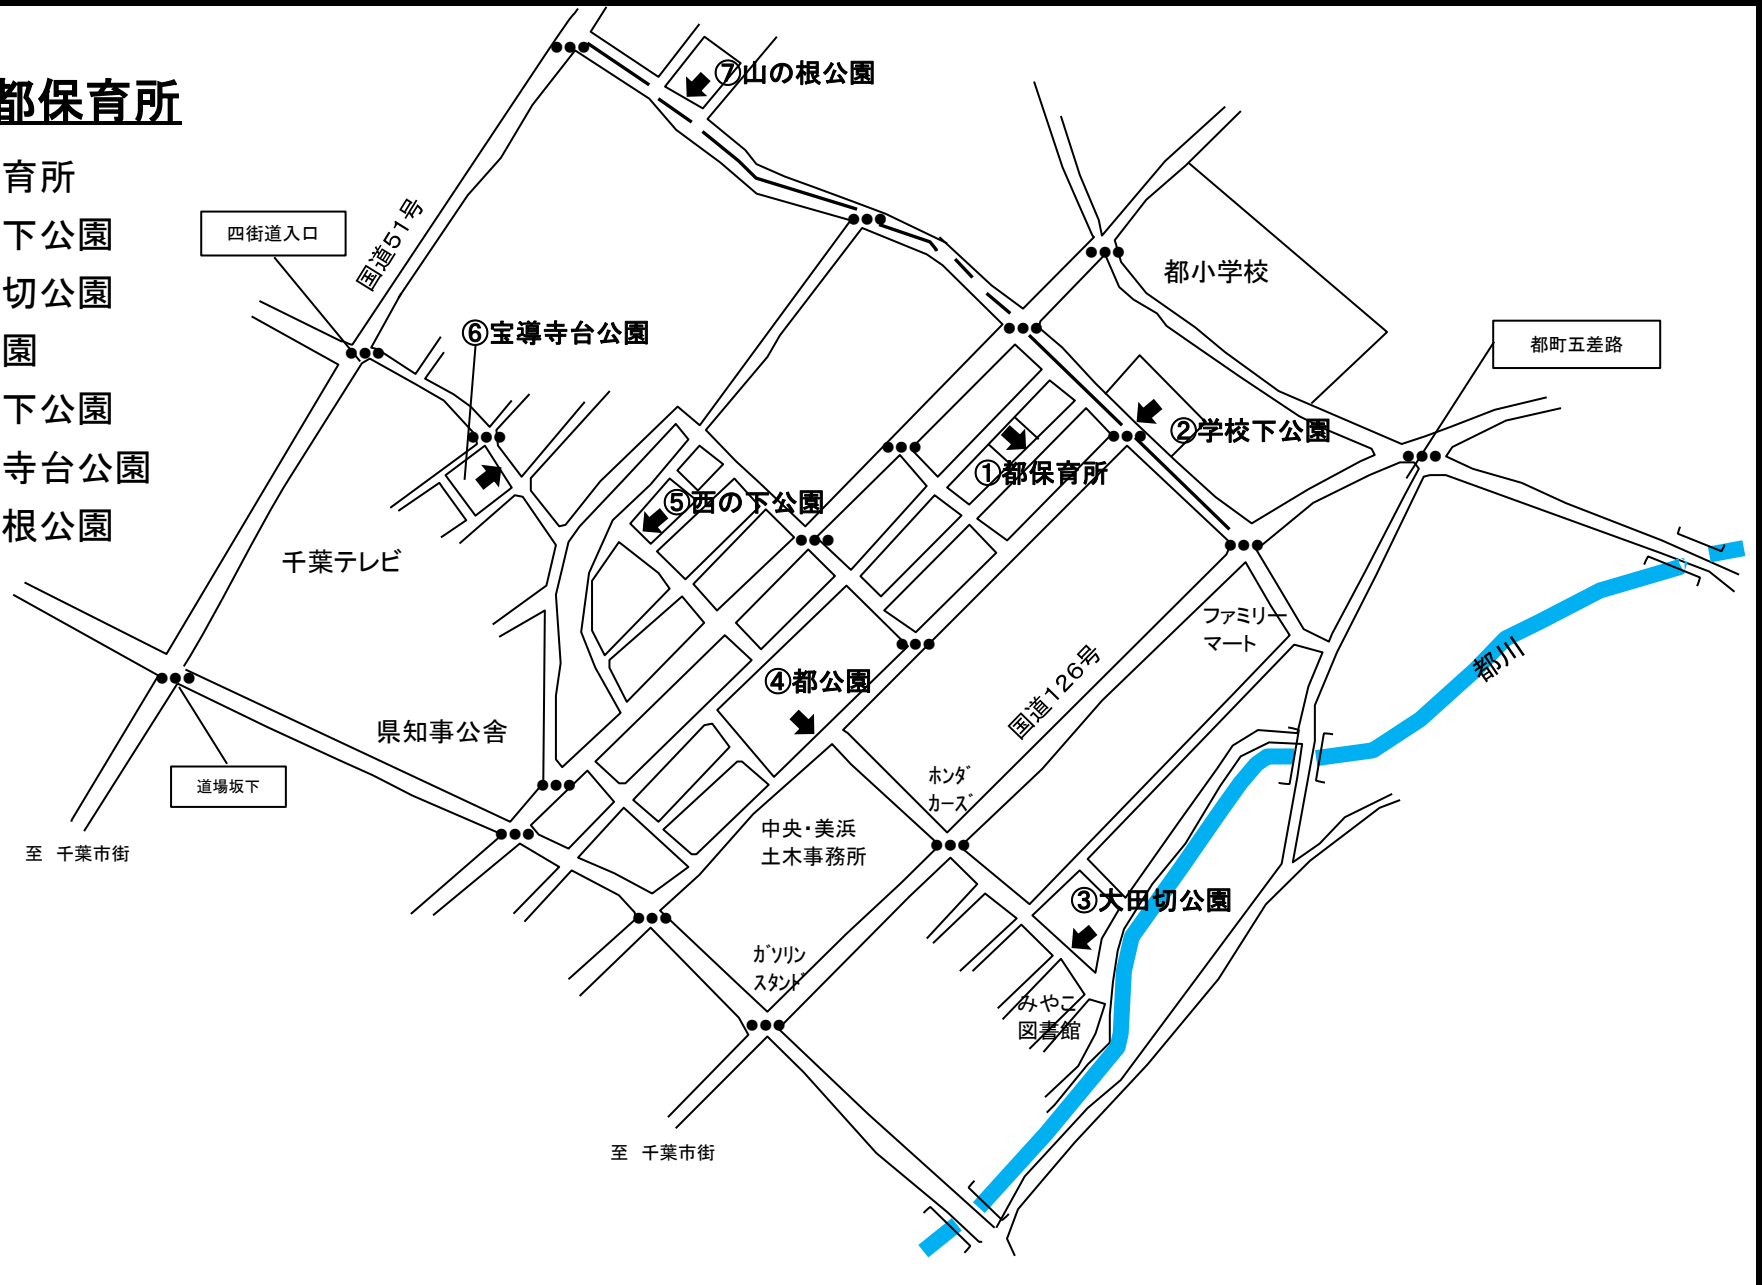 都保育所
育所
下公園
切公園
園
下公園
寺台公園
根公園
⑦山の根公園
四街道入口
国道51号
都小学校
⑥宝導寺台公園
都町五差路
②学校下公園
①都保育所
⑤西の下公園
千葉テレビ
ファミリー
マート
都川
④都公園
国道126号
県知事公舎
道場坂下
ホンダ
カーズ
中央・美浜
土木事務所
至 千葉市街
③大田切公園
ガソリン
スタンド
みやこ
図書館
至 千葉市街